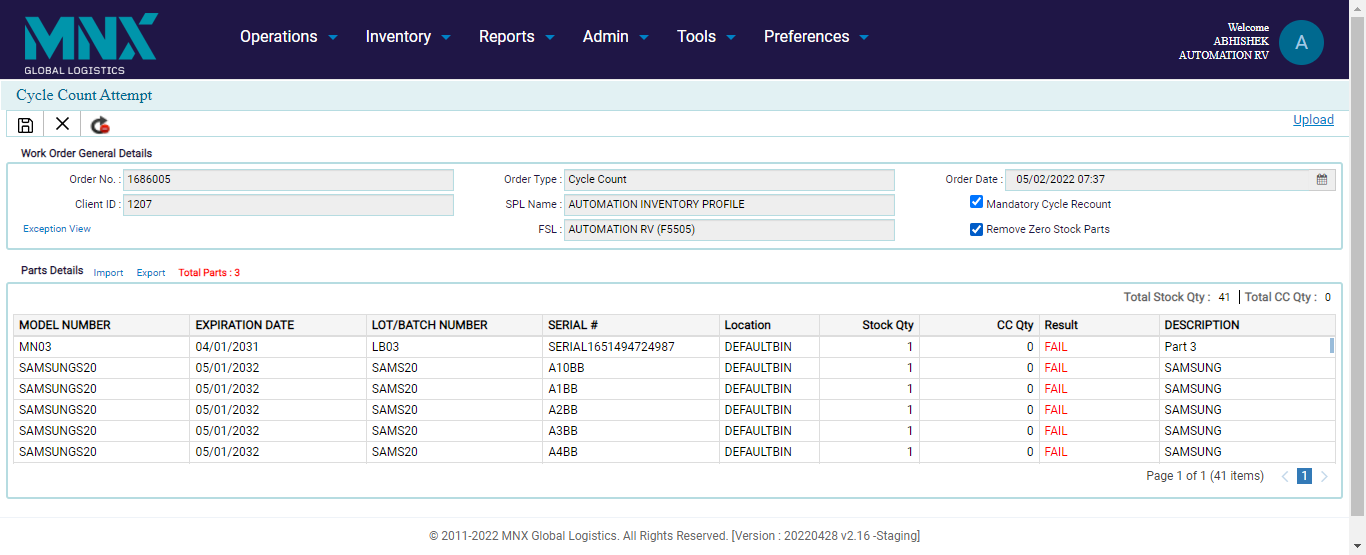 MNX
GLOBAL LOGISTICS
Operations Inventory Reports Admin Tools Preferences
Welcome
ABHISHEK
AUTOMATION RV
A
Cycle Count Attempt
Upload
Work Order General Details
Order No. : 1686005 Order Type : Cycle Count Order Date : 05/02/2022 07:37
Client ID : 1207 SPL Name : AUTOMATION INVENTORY PROFILE Mandatory Cycle Recount
Exception View FSL : AUTOMATION RV (F5505) Remove Zero Stock Parts
Parts Details Import Export Total Parts : 3
Total Stock Qty : 41 Total CC Qty : 0
MODEL NUMBER EXPIRATION DATE LOT/BATCH NUMBER SERIAL # Location Stock Qty CC Qty Result DESCRIPTION
MN03 04/01/2031 LB03 SERIAL1651494724987 DEFAULTBIN 1 0 FAIL Part 3
SAMSUNGS20 05/01/2032 SAMS20 A10BB DEFAULTBIN 1 0 FAIL SAMSUNG
SAMSUNGS20 05/01/2032 SAMS20 A1BB DEFAULTBIN 1 0 FAIL SAMSUNG
SAMSUNGS20 05/01/2032 SAMS20 A2BB DEFAULTBIN 1 0 FAIL SAMSUNG
SAMSUNGS20 05/01/2032 SAMS20 A3BB DEFAULTBIN 1 0 FAIL SAMSUNG
SAMSUNGS20 05/01/2032 SAMS20 A4BB DEFAULTBIN 1 0 FAIL SAMSUNG
Page 1 of 1 (41 items) 1
© 2011-2022 MNX Global Logistics. All Rights Reserved. [Version : 20220428 v2.16 -Staging]